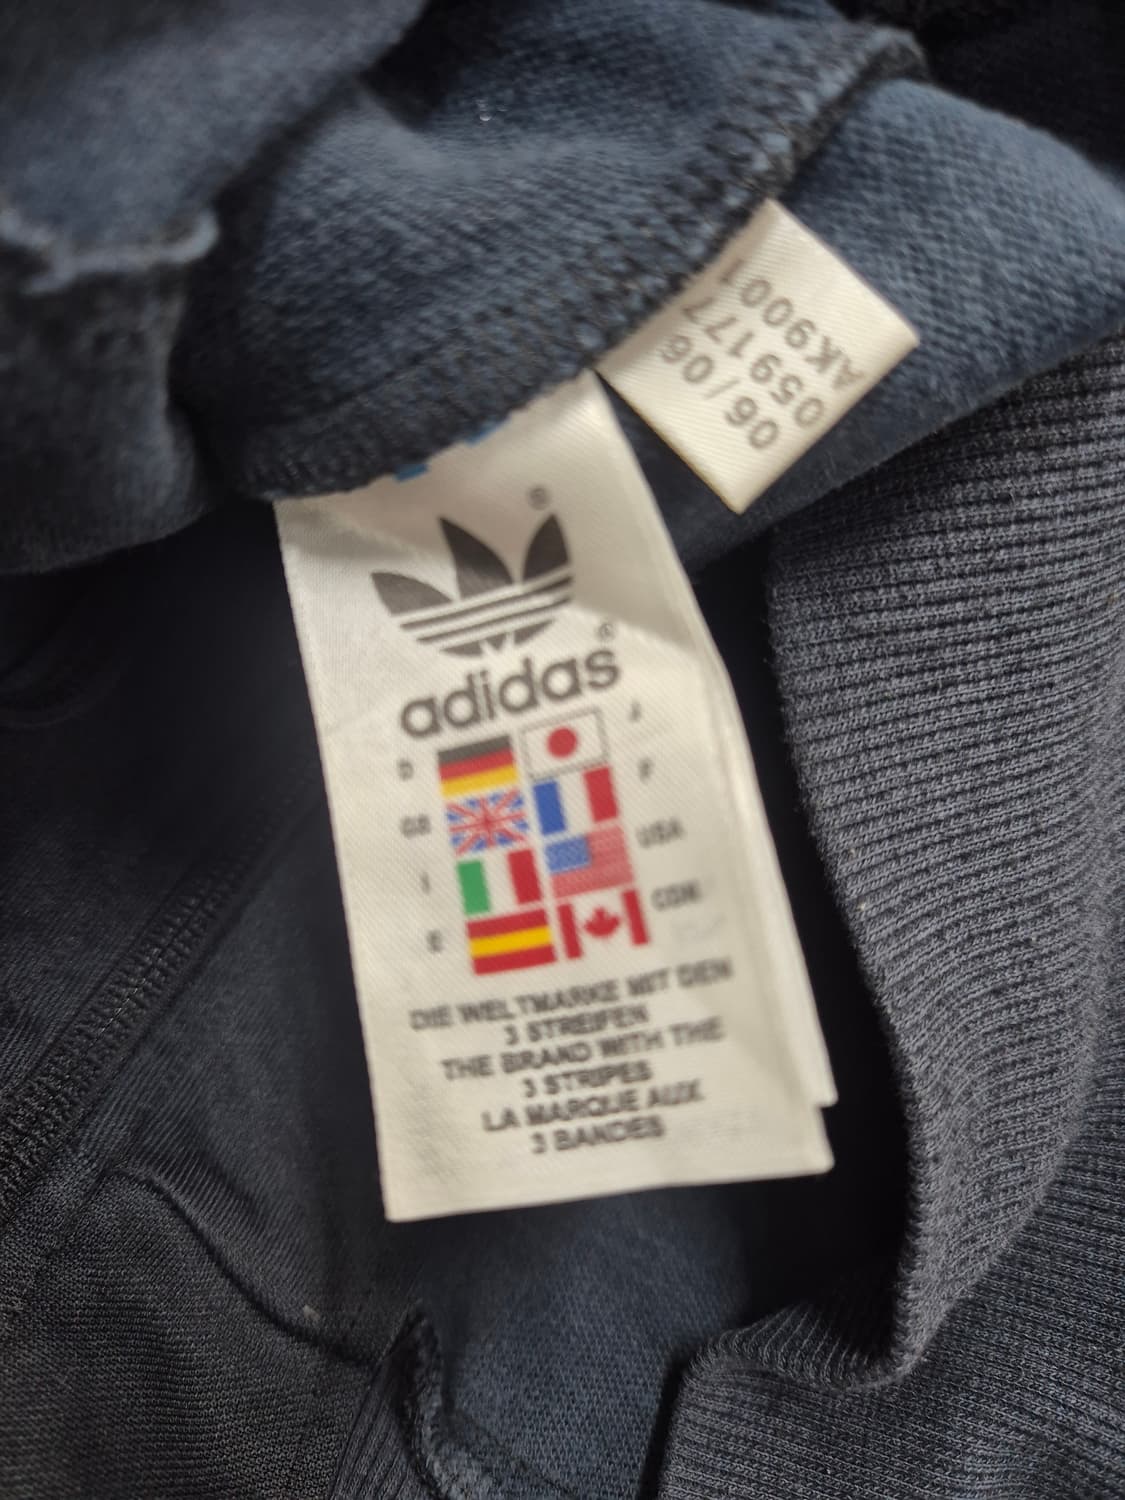 06/06
059177
AK9001
®
adidas®
D J
GB F
I USA
E CDN
DIE WELTMARKE MIT DEN
3 STREIFEN
THE BRAND WITH THE
3 STRIPES
LA MARQUE AUX
3 BANDES